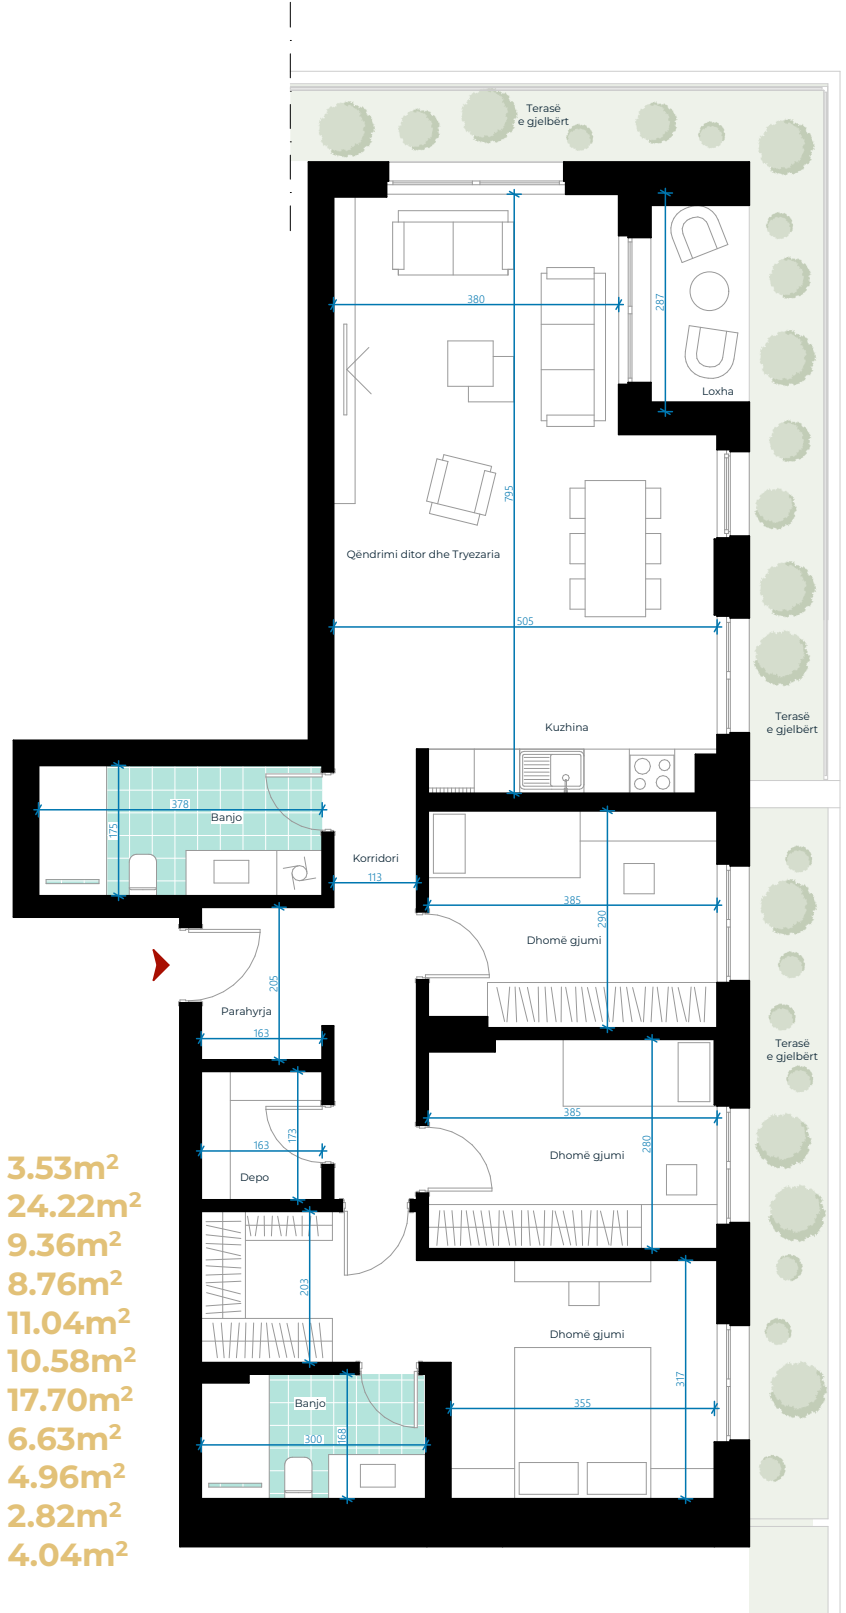 Terasë
e gjelbërt
380
287
Loxha
795
Qëndrimi ditor dhe Tryezaria
505
Terasë
e gjelbërt
Kuzhina
378
175
Banjo
Korridori
113
385
290
Dhomë gjumi
205
Parahyrja
163
Terasë
e gjelbërt
385
280
173
163
Depo
Dhomë gjumi
3.53m²
24.22m²
9.36m²
8.76m²
11.04m²
10.58m²
17.70m²
6.63m²
4.96m²
2.82m²
4.04m²
203
Dhomë gjumi
317
355
Banjo
300
168